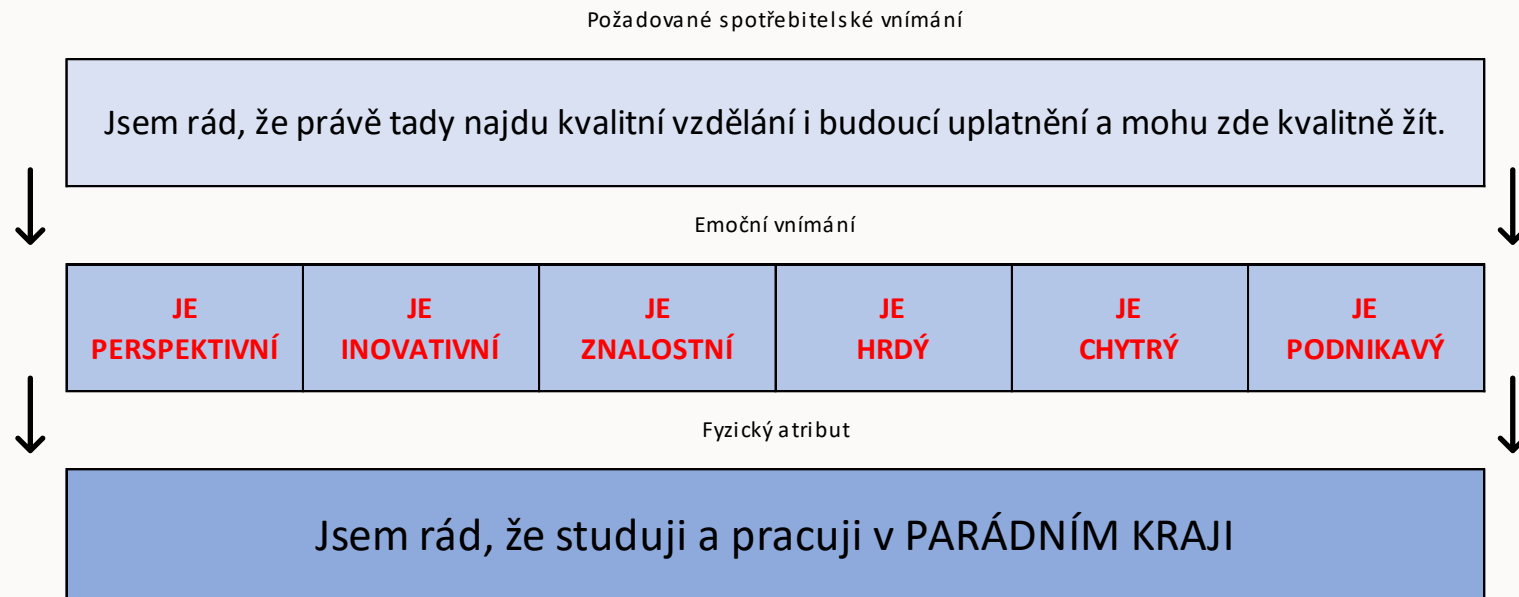 Požadované spotřebitelské vnímání
Jsem rád, že právě tady najdu kvalitní vzdělání i budoucí uplatnění a mohu zde kvalitně žít.
Emoční vnímání
JE
PERSPEKTIVNÍ
JE
INOVATIVNÍ
JE
ZNALOSTNÍ
JE
HRDÝ
JE
CHYTRÝ
JE
PODNIKAVÝ
Fyzický atribut
Jsem rád, že studuji a pracuji v PARÁDNÍM KRAJI